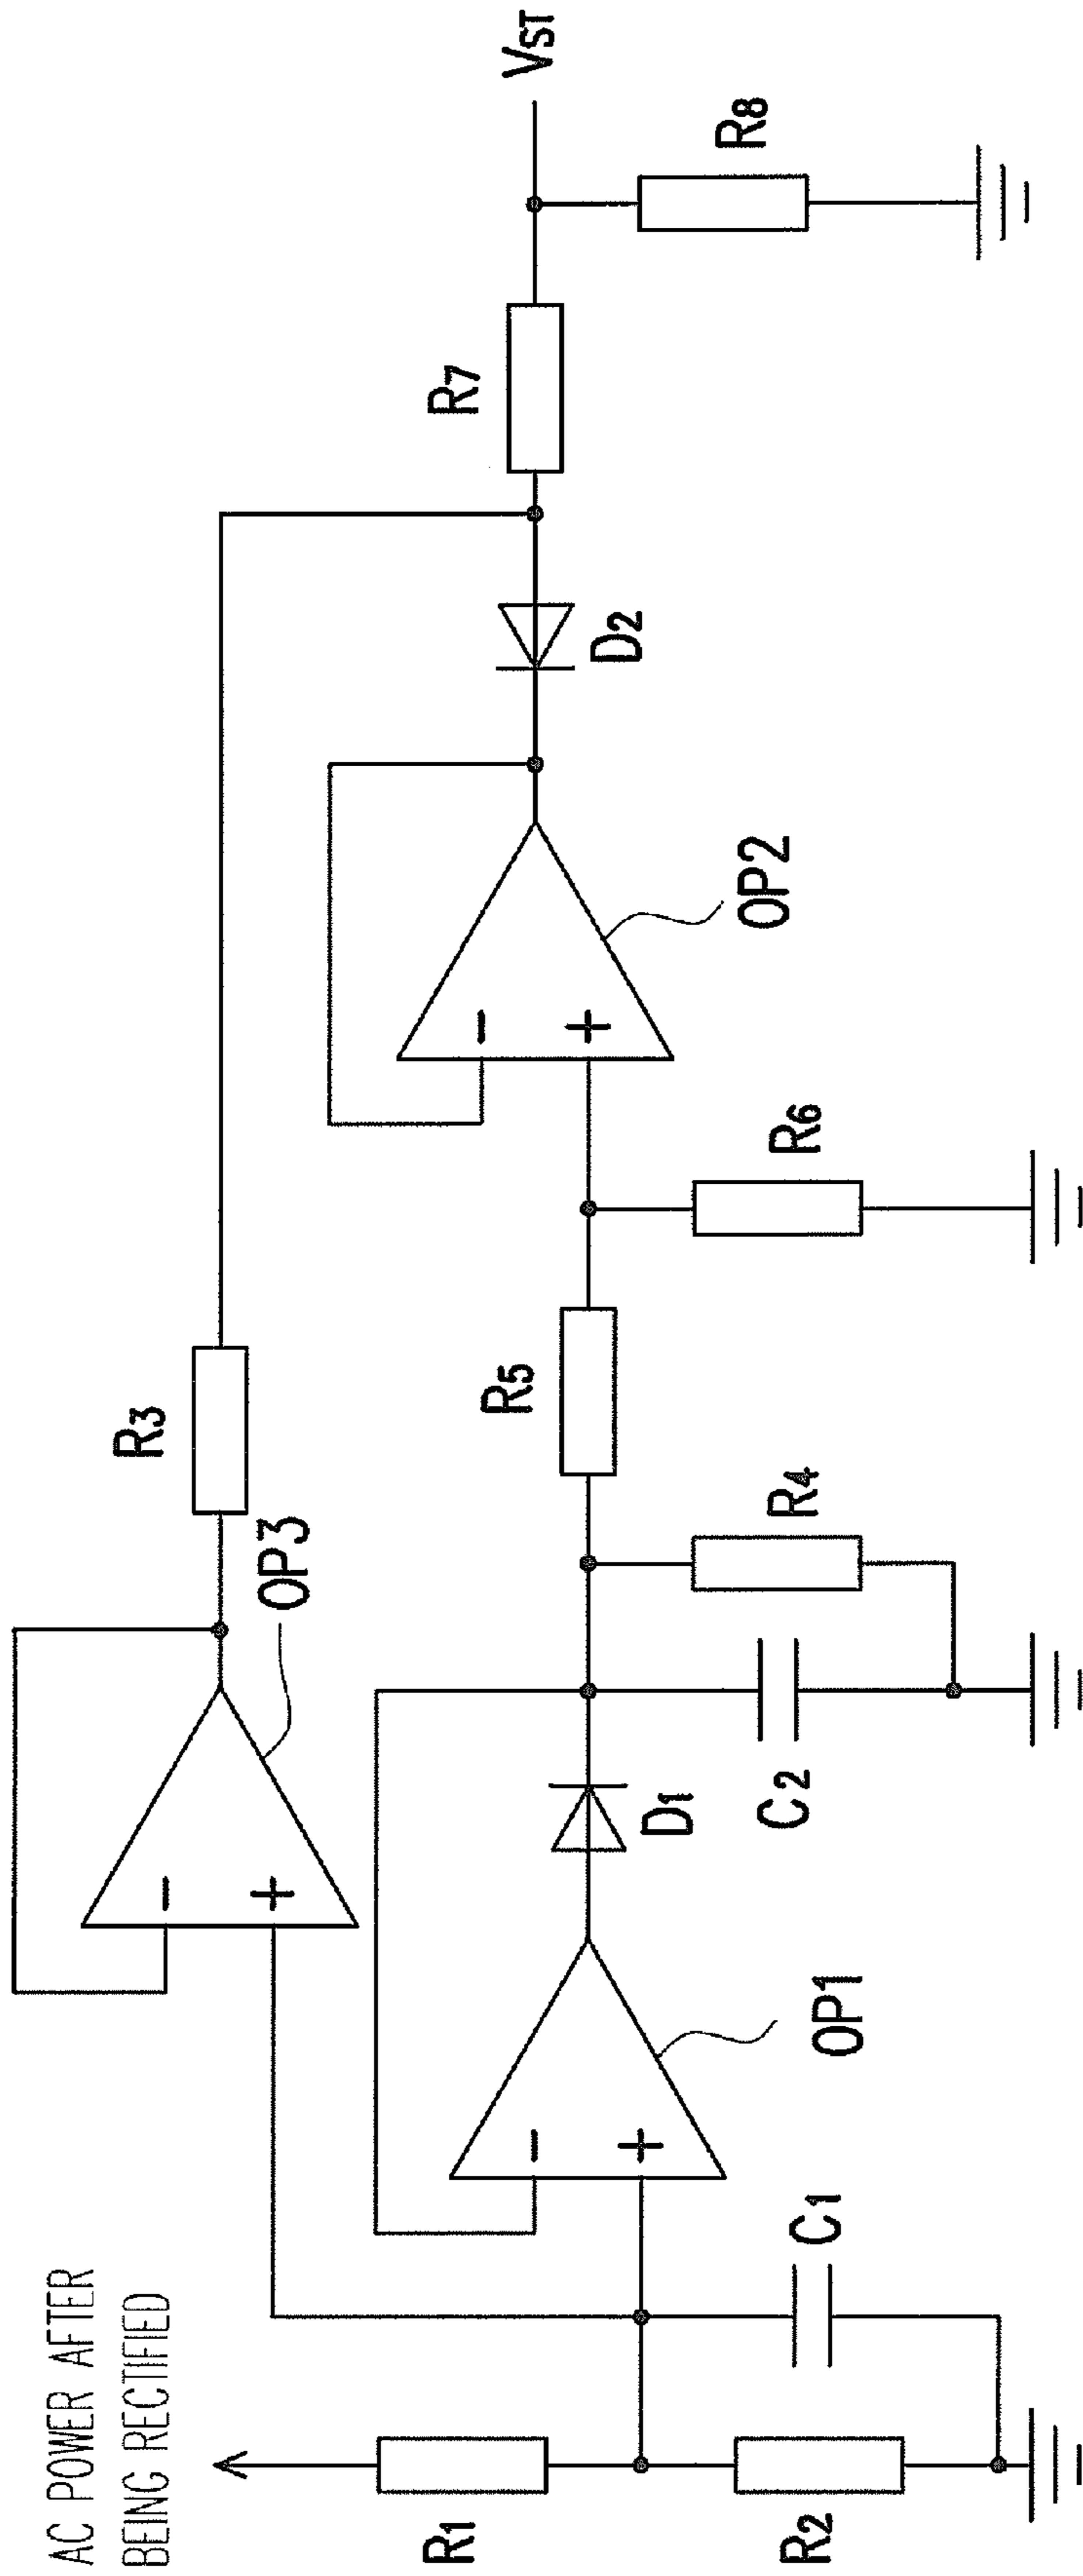 AC POWER AFTER
BEING RECTIFIED
R1
R2
C1
-
+
OP1
-
+
OP3
D1
C2
R4
R3
R5
R6
-
+
OP2
D2
R7
R8
VST